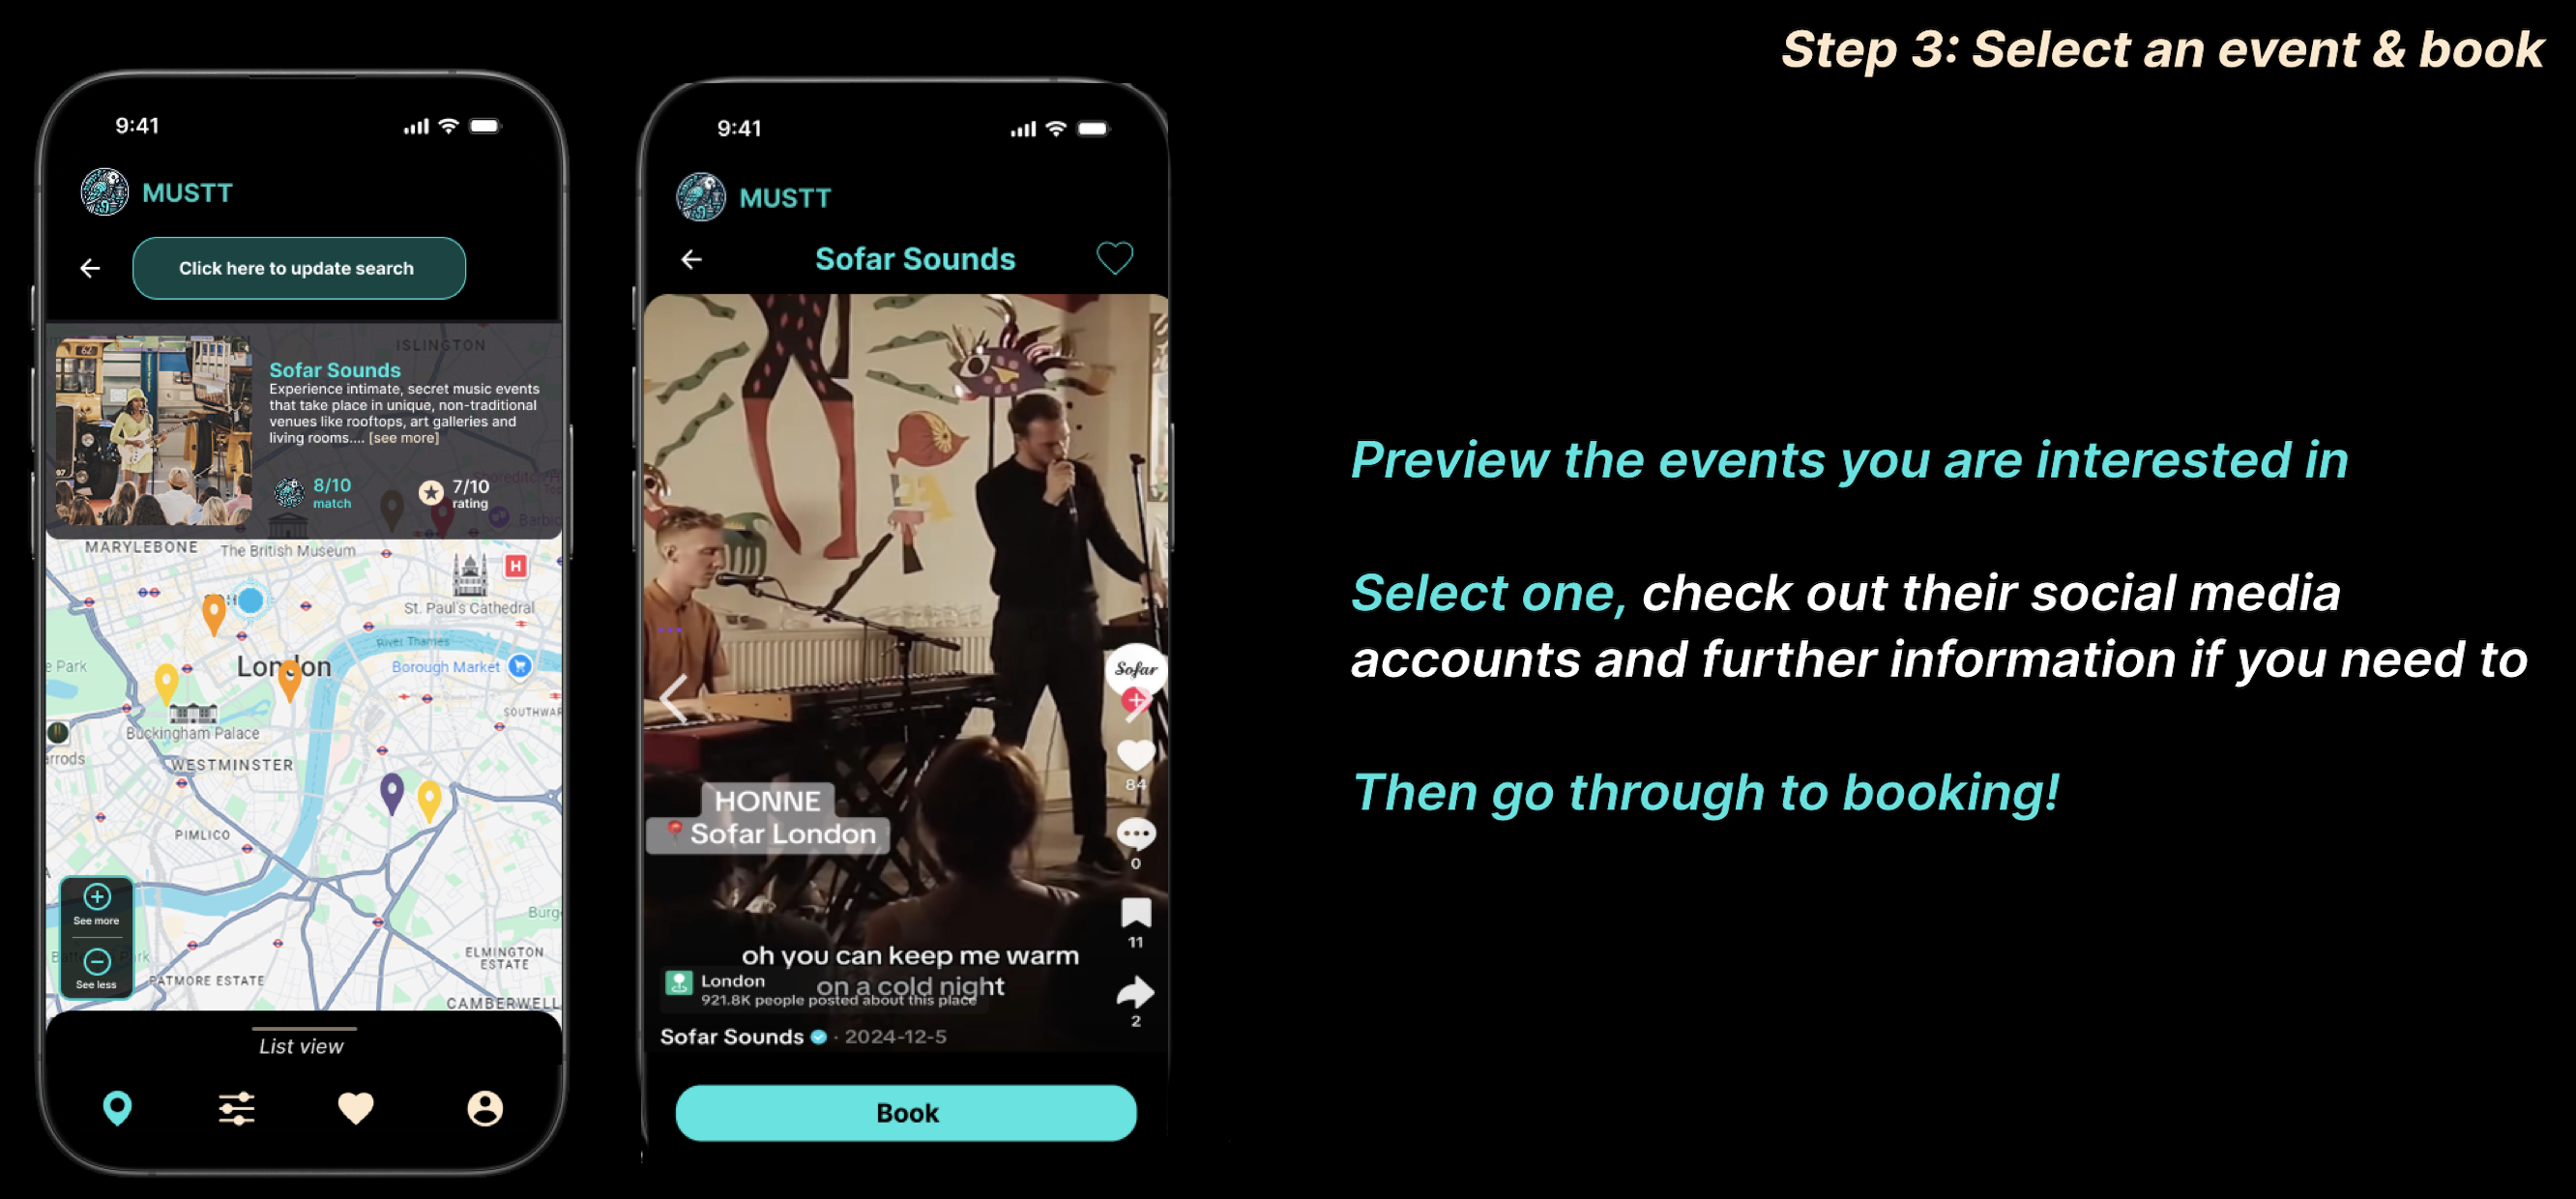 Step 3: Select an event & book
9:41
MUSTT
Click here to update search
ISLINGTON
62
Sofar Sounds
Experience intimate, secret music events
that take place in unique, non-traditional
venues like rooftops, art galleries and
living rooms.... [see more]
97
8/10
match
7/10
rating
MARYLEBONE
The British Museum
H
St. Paul's Cathedral
River Thames
London
Borough Market
e Park
SOUTHWAR
Buckingham Palace
rrods
WESTMINSTER
PIMLICO
See more
See less
Burg
ELMINGTON
ESTATE
PATMORE ESTATE
CAMBERWELL
List view
9:41
MUSTT
Sofar Sounds
Sofar
84
HONNE
Sofar London
0
11
oh you can keep me warm
on a cold night
London
921.8K people posted about this place
2
Sofar Sounds · 2024-12-5
Book
Preview the events you are interested in
Select one, check out their social media
accounts and further information if you need to
Then go through to booking!